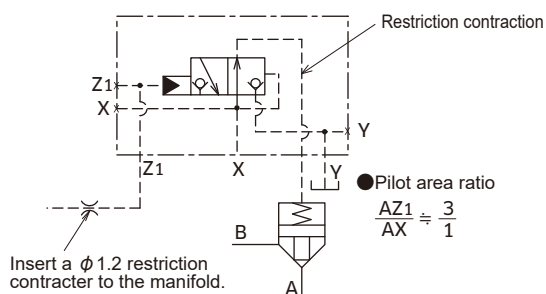 Restriction contraction
Z1
X
Y
Z1
X
Y
●Pilot area ratio
AZ1 ≒ 3
AX 1
B
Insert a ϕ1.2 restriction
contracter to the manifold.
A